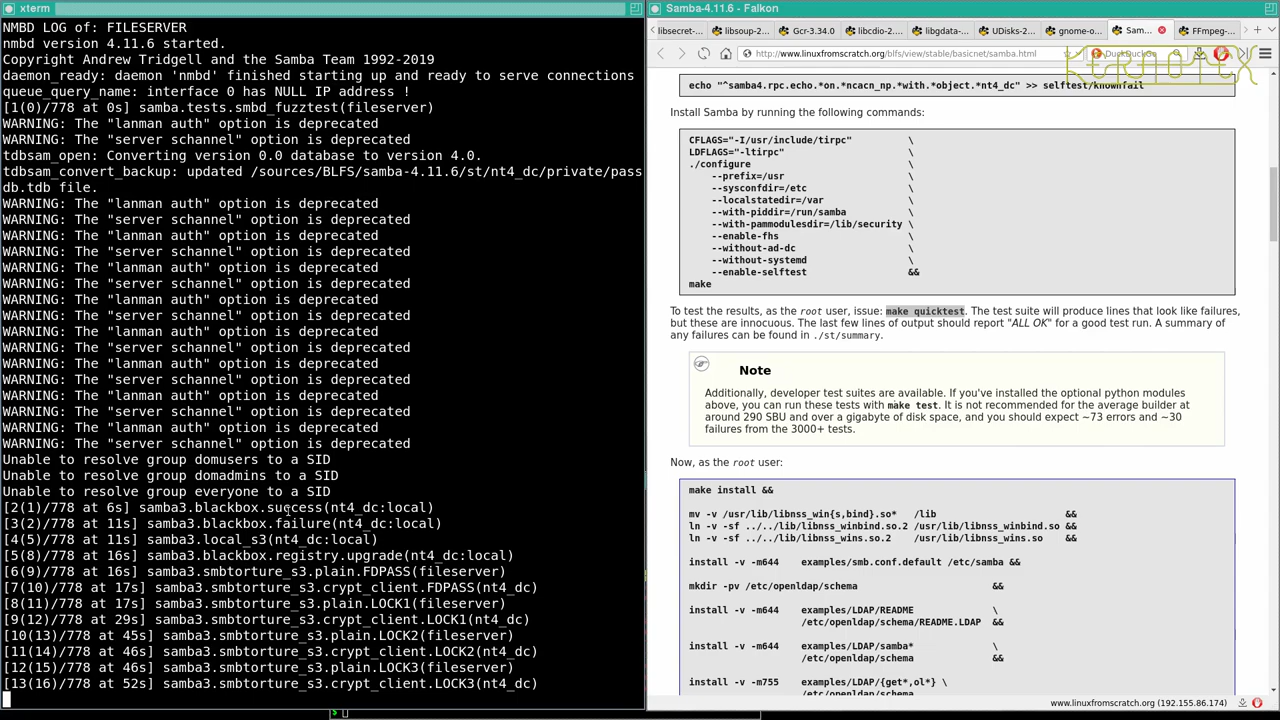 xterm
NMBD LOG of: FILESERVER
nmbd version 4.11.6 started.
Copyright Andrew Tridgell and the Samba Team 1992-2019
daemon_ready: daemon 'nmbd' finished starting up and ready to serve connections
queue_query_name: interface 0 has NULL IP address !
[1(0)/778 at 0s] samba.tests.smbd_fuzztest(fileserver)
WARNING: The "lanman auth" option is deprecated
WARNING: The "server schannel" option is deprecated
tdbsam_open: Converting version 0.0 database to version 4.0.
tdbsam_convert_backup: updated /sources/BLFS/samba-4.11.6/st/nt4_dc/private/pass
db.tdb file.
WARNING: The "lanman auth" option is deprecated
WARNING: The "server schannel" option is deprecated
WARNING: The "lanman auth" option is deprecated
WARNING: The "server schannel" option is deprecated
WARNING: The "lanman auth" option is deprecated
WARNING: The "server schannel" option is deprecated
WARNING: The "lanman auth" option is deprecated
WARNING: The "server schannel" option is deprecated
WARNING: The "lanman auth" option is deprecated
WARNING: The "server schannel" option is deprecated
WARNING: The "lanman auth" option is deprecated
WARNING: The "server schannel" option is deprecated
WARNING: The "lanman auth" option is deprecated
WARNING: The "server schannel" option is deprecated
WARNING: The "lanman auth" option is deprecated
WARNING: The "server schannel" option is deprecated
Unable to resolve group domusers to a SID
Unable to resolve group domadmins to a SID
Unable to resolve group everyone to a SID
[2(1)/778 at 6s] samba3.blackbox.success(nt4_dc:local)
[3(2)/778 at 11s] samba3.blackbox.failure(nt4_dc:local)
[4(5)/778 at 11s] samba3.local_s3(nt4_dc:local)
[5(8)/778 at 16s] samba3.blackbox.registry.upgrade(nt4_dc:local)
[6(9)/778 at 16s] samba3.smbtorture_s3.plain.FDPASS(fileserver)
[7(10)/778 at 17s] samba3.smbtorture_s3.crypt_client.FDPASS(nt4_dc)
[8(11)/778 at 17s] samba3.smbtorture_s3.plain.LOCK1(fileserver)
[9(12)/778 at 29s] samba3.smbtorture_s3.crypt_client.LOCK1(nt4_dc)
[10(13)/778 at 45s] samba3.smbtorture_s3.plain.LOCK2(fileserver)
[11(14)/778 at 46s] samba3.smbtorture_s3.crypt_client.LOCK2(nt4_dc)
[12(15)/778 at 46s] samba3.smbtorture_s3.plain.LOCK3(fileserver)
[13(16)/778 at 52s] samba3.smbtorture_s3.crypt_client.LOCK3(nt4_dc)
$
Samba-4.11.6 - Falkon
libsecret-... libsoup-2... Gcr-3.34.0 libcdio-2... libgdata-... UDisks-2... gnome-o... Sam... FFmpeg-...
http://www.linuxfromscratch.org/blfs/view/stable/basicnet/samba.html DuckDuckGo
KERNOTEX
echo "^samba4.rpc.echo.*on.*ncacn_np.*with.*object.*nt4_dc" >> selftest/knownfail
Install Samba by running the following commands:
CFLAGS="-I/usr/include/tirpc" \
LDFLAGS="-ltirpc" \
./configure \
--prefix=/usr \
--sysconfdir=/etc \
--localstatedir=/var \
--with-piddir=/run/samba \
--with-pammodulesdir=/lib/security \
--enable-fhs \
--without-ad-dc \
--without-systemd \
--enable-selftest &&
make
To test the results, as the root user, issue: make quicktest. The test suite will produce lines that look like failures,
but these are innocuous. The last few lines of output should report "ALL OK" for a good test run. A summary of
any failures can be found in ./st/summary.
Note
Additionally, developer test suites are available. If you've installed the optional python modules
above, you can run these tests with make test. It is not recommended for the average builder at
around 290 SBU and over a gigabyte of disk space, and you should expect ~73 errors and ~30
failures from the 3000+ tests.
Now, as the root user:
make install &&
mv -v /usr/lib/libnss_win{s,bind}.so* /lib &&
ln -v -sf ../../lib/libnss_winbind.so.2 /usr/lib/libnss_winbind.so &&
ln -v -sf ../../lib/libnss_wins.so.2 /usr/lib/libnss_wins.so &&
install -v -m644 examples/smb.conf.default /etc/samba &&
mkdir -pv /etc/openldap/schema &&
install -v -m644 examples/LDAP/README \
/etc/openldap/schema/README.LDAP &&
install -v -m644 examples/LDAP/samba* \
/etc/openldap/schema &&
install -v -m755 examples/LDAP/{get*,ol*} \
/etc/openldap/schema
www.linuxfromscratch.org (192.155.86.174)